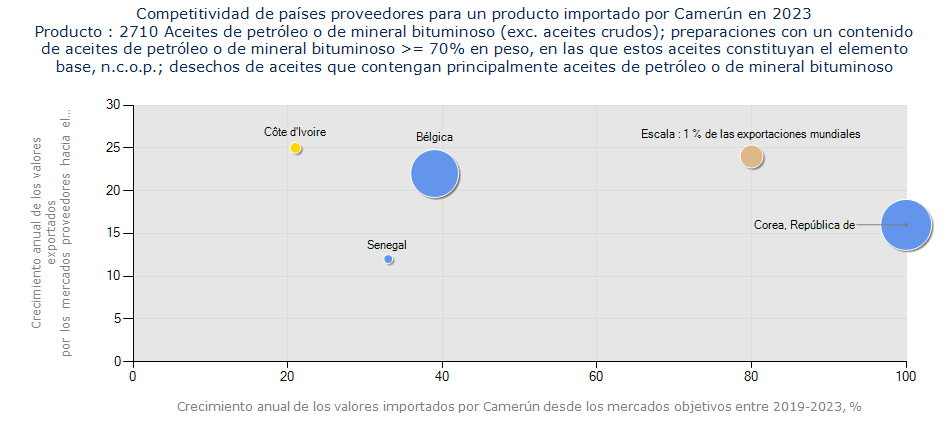 Competitividad de países proveedores para un producto importado por Camerún en 2023
Producto : 2710 Aceites de petróleo o de mineral bituminoso (exc. aceites crudos); preparaciones con un contenido
de aceites de petróleo o de mineral bituminoso >= 70% en peso, en las que estos aceites constituyan el elemento
base, n.c.o.p.; desechos de aceites que contengan principalmente aceites de petróleo o de mineral bituminoso
Crecimiento anual de los valores
exportados
por los mercados proveedores hacia el...
30
25
20
15
10
5
0
Côte d'Ivoire
Bélgica
Escala : 1 % de las exportaciones mundiales
Corea, República de
Senegal
0
20
40
60
80
100
Crecimiento anual de los valores importados por Camerún desde los mercados objetivos entre 2019-2023, %